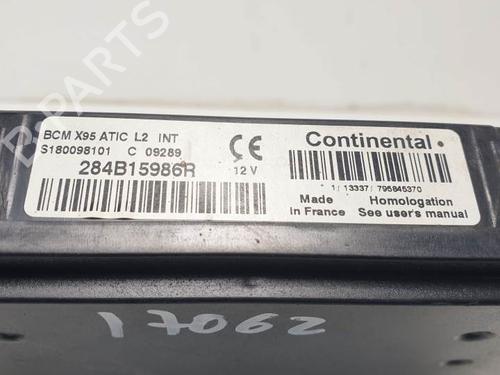 BCM X95 ATIC L2 INT
S180098101 C 09289
284B15986R
12 V
Continental
1/ 13337/ 795845370
Made in France
Homologation
See user's manual
17062
B-PARTS